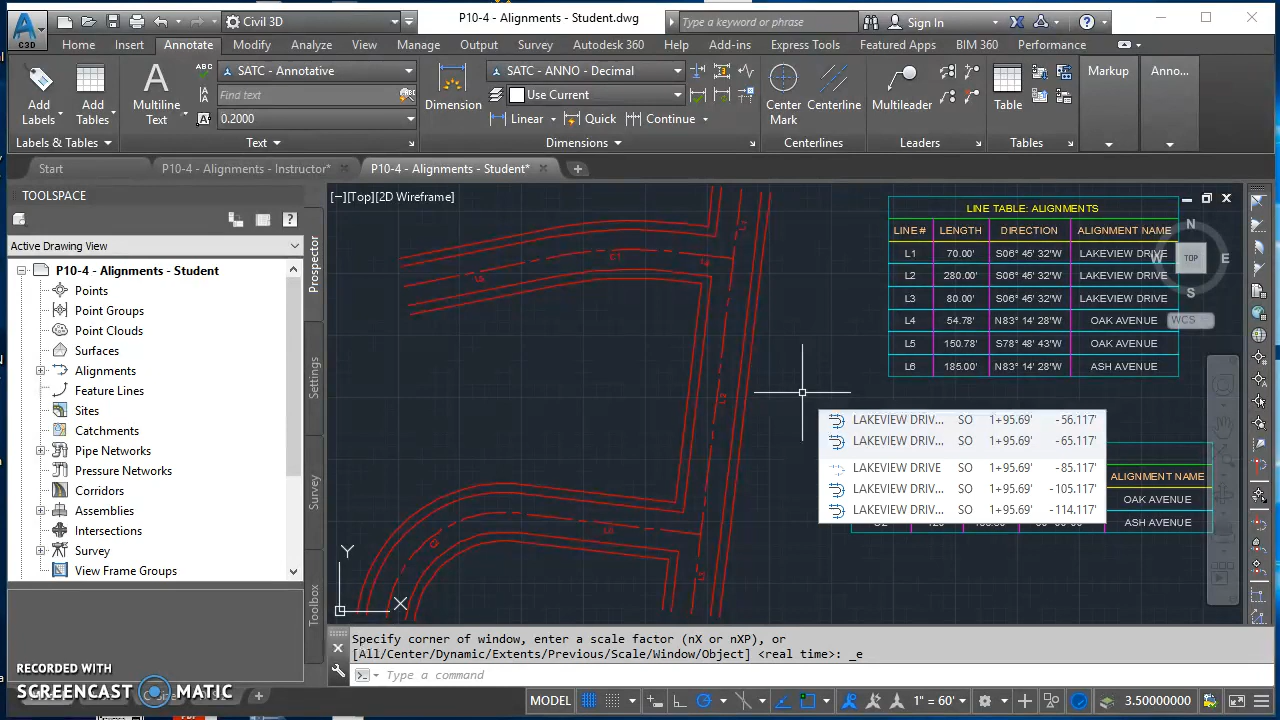 C3D
Civil 3D
P10-4 - Alignments - Student.dwg
Type a keyword or phrase
Sign In
Home Insert Annotate Modify Analyze View Manage Output Survey Autodesk 360 Help Add-ins Express Tools Featured Apps BIM 360 Performance
Add Labels
Add Tables
Multiline Text
SATC - Annotative
Find text
0.2000
Dimension
SATC - ANNO - Decimal
Use Current
Linear Quick Continue
Center Mark
Centerline
Multileader
Table
Markup
Anno...
Labels & Tables Text Dimensions Centerlines Leaders Tables
Start P10-4 - Alignments - Instructor* P10-4 - Alignments - Student*
TOOLSPACE
Active Drawing View
P10-4 - Alignments - Student
Points
Point Groups
Point Clouds
Surfaces
Alignments
Feature Lines
Sites
Catchments
Pipe Networks
Pressure Networks
Corridors
Assemblies
Intersections
Survey
View Frame Groups
Prospector
Settings
Survey
Toolbox
[−][Top][2D Wireframe]
LINE TABLE: ALIGNMENTS
LINE # LENGTH DIRECTION ALIGNMENT NAME
L1 70.00' S06° 45' 32"W LAKEVIEW DRIVE
L2 280.00' S06° 45' 32"W LAKEVIEW DRIVE
L3 80.00' S06° 45' 32"W LAKEVIEW DRIVE
L4 54.78' N83° 14' 28"W OAK AVENUE
L5 150.78' S78° 48' 43"W OAK AVENUE
L6 185.00' N83° 14' 28"W ASH AVENUE
N
W TOP E
S
WCS
L5
C1
L4
L2
L6
C2
LAKEVIEW DRIV... SO 1+95.69' -56.117'
LAKEVIEW DRIV... SO 1+95.69' -65.117'
LAKEVIEW DRIVE SO 1+95.69' -85.117'
LAKEVIEW DRIV... SO 1+95.69' -105.117'
LAKEVIEW DRIV... SO 1+95.69' -114.117'
ALIGNMENT NAME
OAK AVENUE
ASH AVENUE
Y
X
Specify corner of window, enter a scale factor (nX or nXP), or
[All/Center/Dynamic/Extents/Previous/Scale/Window/Object] <real time>: _e
Type a command
RECORDED WITH
SCREENCAST MATIC
MODEL
1" = 60'
3.50000000